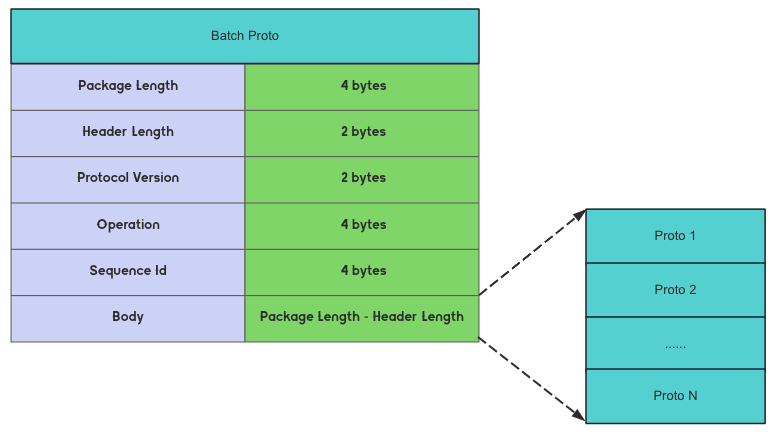 Batch Proto
Package Length 4 bytes
Header Length 2 bytes
Protocol Version 2 bytes
Operation 4 bytes
Sequence Id 4 bytes
Body Package Length - Header Length
Proto 1
Proto 2
......
Proto N